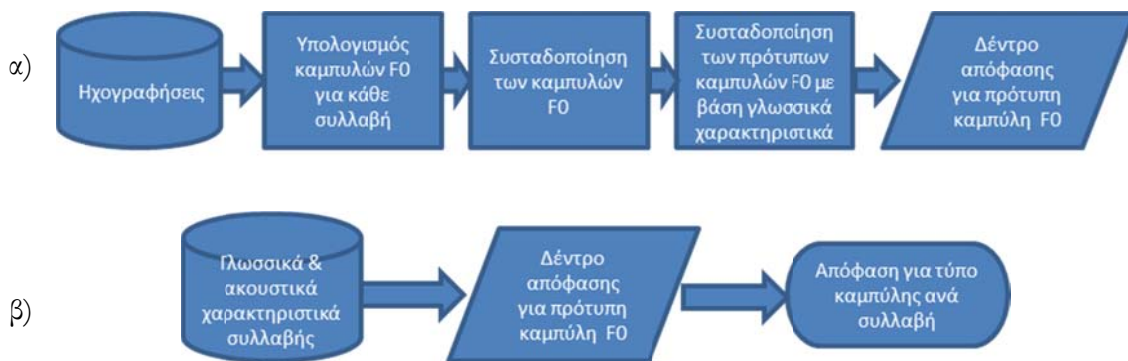 α)
Ηχογραφήσεις
Υπολογισμός
καμπυλών F0
για κάθε
συλλαβή
Συσταδοποίηση
των καμπυλών
F0
Συσταδοποίηση
των πρότυπων
καμπυλών F0 με
βάση γλωσσικά
χαρακτηριστικά
Δέντρο
απόφασης
για πρότυπη
καμπύλη F0
β)
Γλωσσικά &
ακουστικά
χαρακτηριστικά
συλλαβής
Δέντρο
απόφασης
για πρότυπη
καμπύλη F0
Απόφαση για τύπο
καμπύλης ανά
συλλαβή